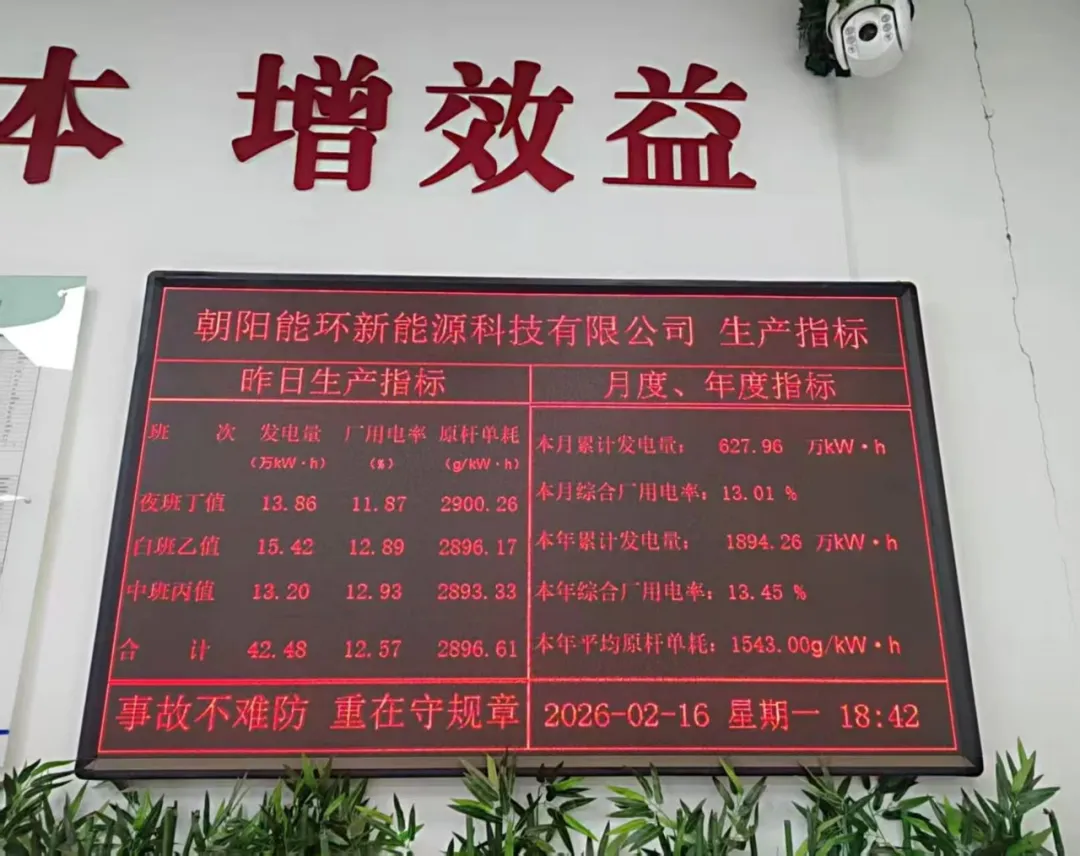 本 增效益
朝阳能环新能源科技有限公司 生产指标
昨日生产指标
班 次 发电量 厂用电率 原杆单耗
(万kW·h) (%) (g/kW·h)
夜班丁值 13.86 11.87 2900.26
白班乙值 15.42 12.89 2896.17
中班丙值 13.20 12.93 2893.33
合 计 42.48 12.57 2896.61
月度、年度指标
本月累计发电量: 627.96 万kW·h
本月综合厂用电率: 13.01 %
本年累计发电量: 1894.26 万kW·h
本年综合厂用电率: 13.45 %
本年平均原杆单耗: 1543.00g/kW·h
事故不难防 重在守规章
2026-02-16 星期一 18:42